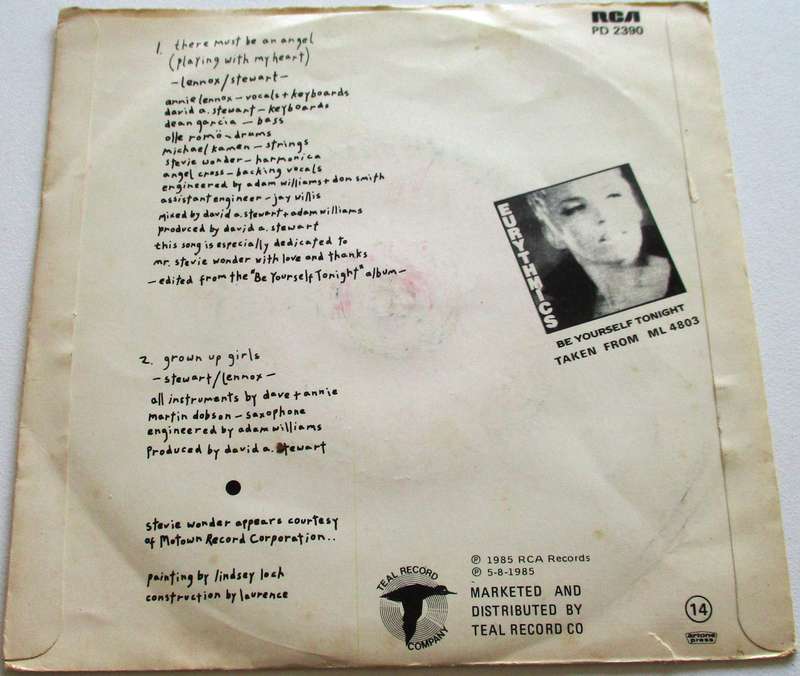 RCA
PD 2390
1. there must be an angel
(playing with my heart)
-lennox/stewart-
annie lennox-vocals+keyboards
david a. stewart-keyboards
dean garcia - bass
olle romö-drums
michael kamen - strings
stevie wonder-harmonica
angel cross-backing vocals
engineered by adam williams+don smith
assistant engineer-jay willis
mixed by david a. stewart+adam williams
produced by david a. stewart
this song is especially dedicated to
mr. stevie wonder with love and thanks
-edited from the "Be Yourself Tonight" album-
EURYTHMICS
BE YOURSELF TONIGHT
TAKEN FROM ML 4803
2. grown up girls
-stewart/lennox-
all instruments by dave+annie
martin dobson-saxophone
engineered by adam williams
produced by david a. stewart
stevie wonder appears courtesy
of Motown Record Corporation..
painting by lindsey loch
construction by laurence
TEAL RECORD
COMPANY
℗ 1985 RCA Records
℗ 5-8-1985
MARKETED AND
DISTRIBUTED BY
TEAL RECORD CO
14
artone
press